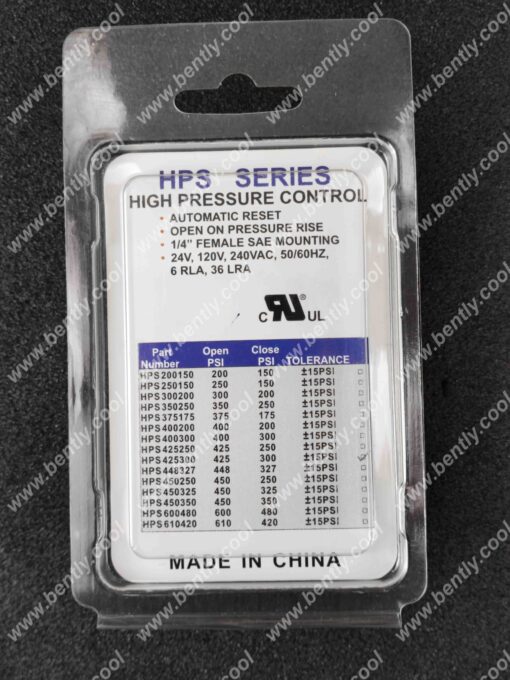 HPS SERIES
HIGH PRESSURE CONTROL
• AUTOMATIC RESET
• OPEN ON PRESSURE RISE
• 1/4" FEMALE SAE MOUNTING
• 24V, 120V, 240VAC, 50/60HZ,
6 RLA, 36 LRA
C UL
Part Number Open PSI Close PSI TOLERANCE
HPS200150 200 150 ±15PSI □
HPS250150 250 150 ±15PSI □
HPS300200 300 200 ±15PSI □
HPS350250 350 250 ±15PSI □
HPS375175 375 175 ±15PSI □
HPS400200 400 200 ±15PSI □
HPS400300 400 300 ±15PSI □
HPS425250 425 250 ±15PSI □
HPS425300 425 300 ±15PSI ✓
HPS448327 448 327 ±15PSI □
HPS450250 450 250 ±15PSI □
HPS450325 450 325 ±15PSI □
HPS450350 450 350 ±15PSI □
HPS600480 600 480 ±15PSI □
HPS610420 610 420 ±15PSI □
MADE IN CHINA
www.bently.cool